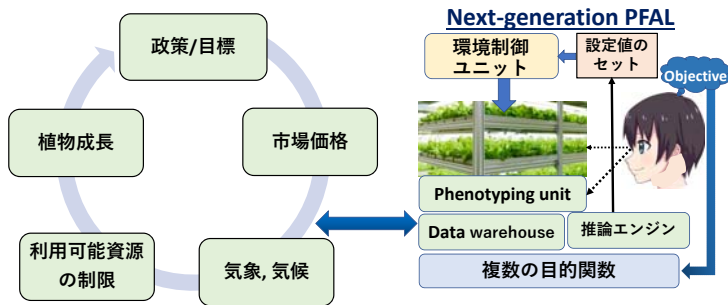 政策/目標
市場価格
気象, 気候
利用可能資源
の制限
植物成長
Next-generation PFAL
環境制御
ユニット
設定値の
セット
Objective
Phenotyping unit
Data warehouse
推論エンジン
複数の目的関数